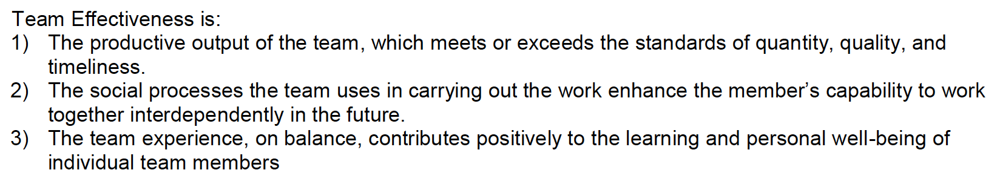 Team Effectiveness is:
1) The productive output of the team, which meets or exceeds the standards of quantity, quality, and
timeliness.
2) The social processes the team uses in carrying out the work enhance the member’s capability to work
together interdependently in the future.
3) The team experience, on balance, contributes positively to the learning and personal well-being of
individual team members